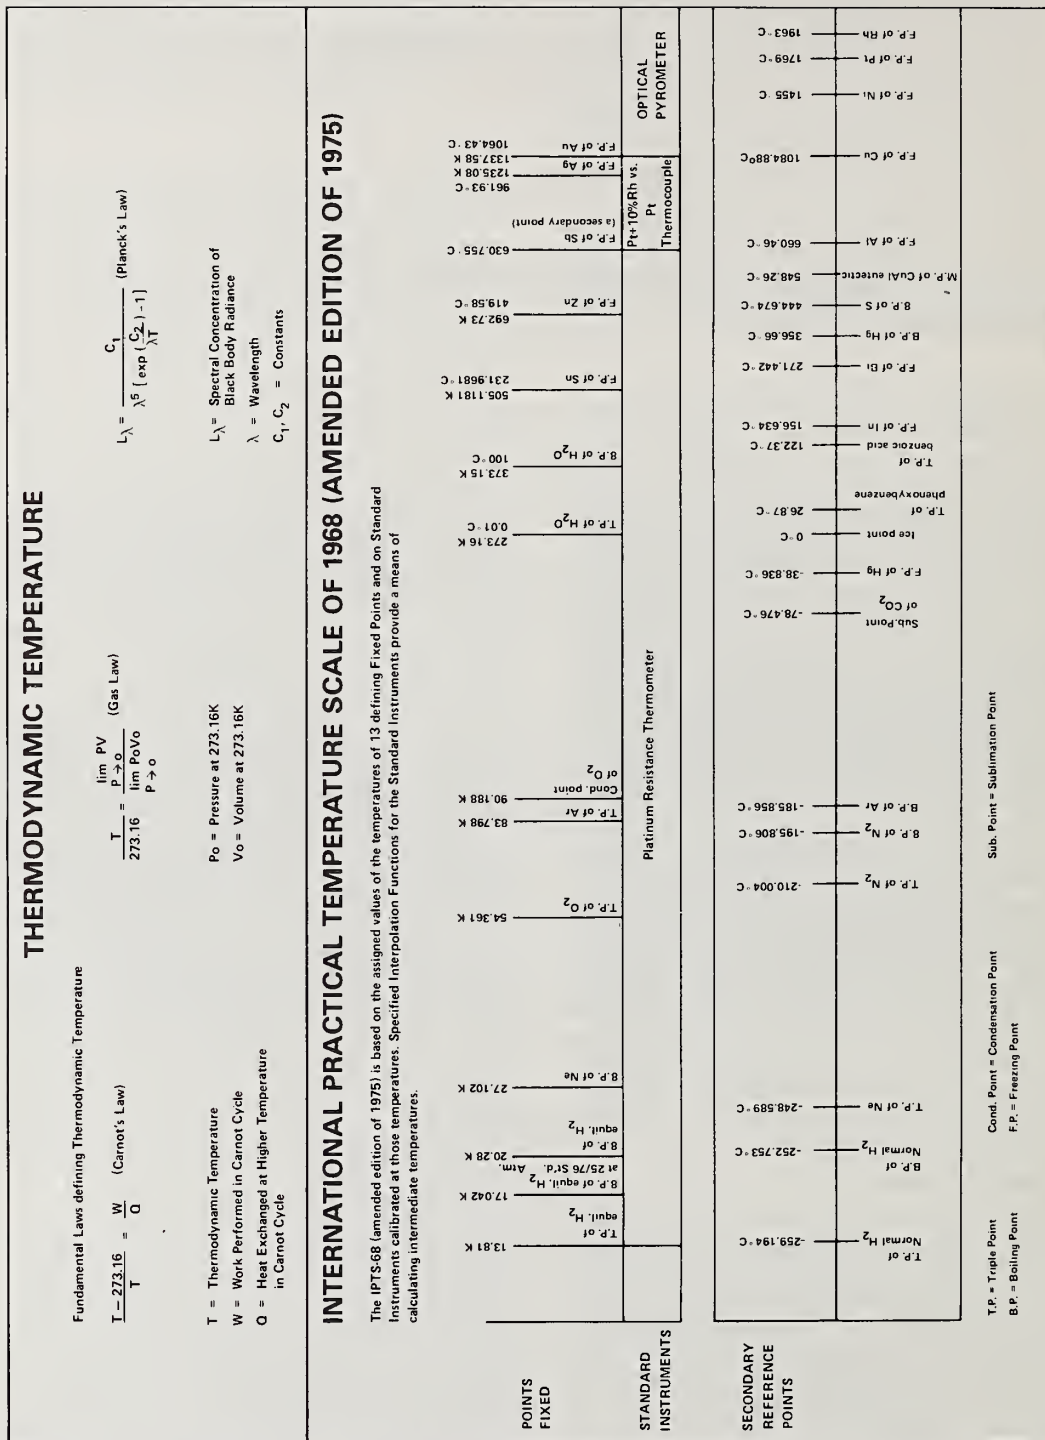 THERMODYNAMIC TEMPERATURE
Fundamental Laws defining Thermodynamic Temperature
T – 273.16 / T = W / Q (Carnot's Law)
T / 273.16 = lim PV P → o / lim PoVo P → o (Gas Law)
Lλ = C1 / λ5 [ exp ( C2 / λT ) - 1 ] (Planck's Law)
T = Thermodynamic Temperature
W = Work Performed in Carnot Cycle
Q = Heat Exchanged at Higher Temperature
in Carnot Cycle
Po = Pressure at 273.16K
Vo = Volume at 273.16K
Lλ = Spectral Concentration of
Black Body Radiance
λ = Wavelength
C1, C2 = Constants
INTERNATIONAL PRACTICAL TEMPERATURE SCALE OF 1968 (AMENDED EDITION OF 1975)
The IPTS-68 (amended edition of 1975) is based on the assigned values of the temperatures of 13 defining Fixed Points and on Standard
Instruments calibrated at those temperatures. Specified Interpolation Functions for the Standard Instruments provide a means of
calculating intermediate temperatures.
POINTS
FIXED
13.81 K
T.P. of
equil. H2
17.042 K
B.P. of equil. H2
at 25/76 St'd. Atm.
20.28 K
B.P. of
equil. H2
27.102 K
B.P. of Ne
54.361 K
T.P. of O2
83.798 K
T.P. of Ar
90.188 K
Cond. point
of O2
273.16 K
0.01 °C
T.P. of H2O
373.15 K
100 °C
B.P. of H2O
505.1181 K
231.9681 °C
F.P. of Sn
692.73 K
419.58 °C
F.P. of Zn
630.755 °C
F.P. of Sb
(a secondary point)
961.93 °C
1235.08 K
F.P. of Ag
1337.58 K
1064.43 °C
F.P. of Au
STANDARD
INSTRUMENTS
Platinum Resistance Thermometer
Pt+10%Rh vs.
Pt
Thermocouple
OPTICAL
PYROMETER
SECONDARY
REFERENCE
POINTS
-259.194 °C
T.P. of
Normal H2
-252.753 °C
B.P. of
Normal H2
-248.589 °C
T.P. of Ne
-210.004 °C
T.P. of N2
-195.806 °C
B.P. of N2
-185.856 °C
B.P. of Ar
-78.476 °C
Sub.Point
of CO2
-38.836 °C
F.P. of Hg
0 °C
Ice point
26.87 °C
T.P. of
phenoxybenzene
122.37 °C
T.P. of
benzoic acid
156.634 °C
F.P. of In
271.442 °C
F.P. of Bi
356.66 °C
B.P. of Hg
444.674 °C
B.P. of S
548.26 °C
M.P. of CuAl eutectic
660.46 °C
F.P. of Al
1084.88°C
F.P. of Cu
1455 °C
F.P. of Ni
1769 °C
F.P. of Pt
1963 °C
F.P. of Rh
T.P. = Triple Point
B.P. = Boiling Point
Cond. Point = Condensation Point
F.P. = Freezing Point
Sub. Point = Sublimation Point